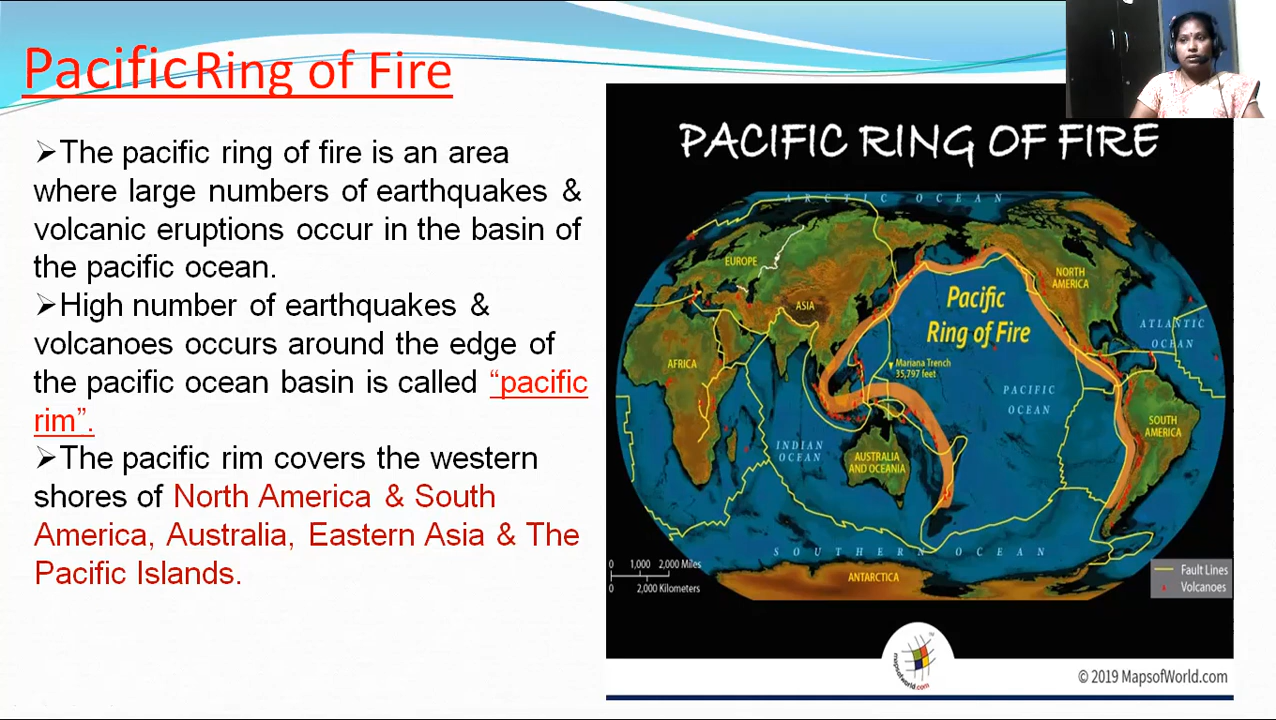 Pacific Ring of Fire
➢The pacific ring of fire is an area
where large numbers of earthquakes &
volcanic eruptions occur in the basin of
the pacific ocean.
➢High number of earthquakes &
volcanoes occurs around the edge of
the pacific ocean basin is called “pacific
rim”.
➢The pacific rim covers the western
shores of North America & South
America, Australia, Eastern Asia & The
Pacific Islands.
PACIFIC RING OF FIRE
ARCTIC OCEAN
EUROPE
ASIA
NORTH
AMERICA
Pacific
Ring of Fire
ATLANTIC
OCEAN
AFRICA
Mariana Trench
35,797 feet
PACIFIC
OCEAN
SOUTH
AMERICA
INDIAN
OCEAN
AUSTRALIA
AND OCEANIA
SOUTHERN OCEAN
ANTARCTICA
0 1,000 2,000 Miles
0 2,000 Kilometers
Fault Lines
Volcanoes
mapsofworld.com
© 2019 MapsofWorld.com